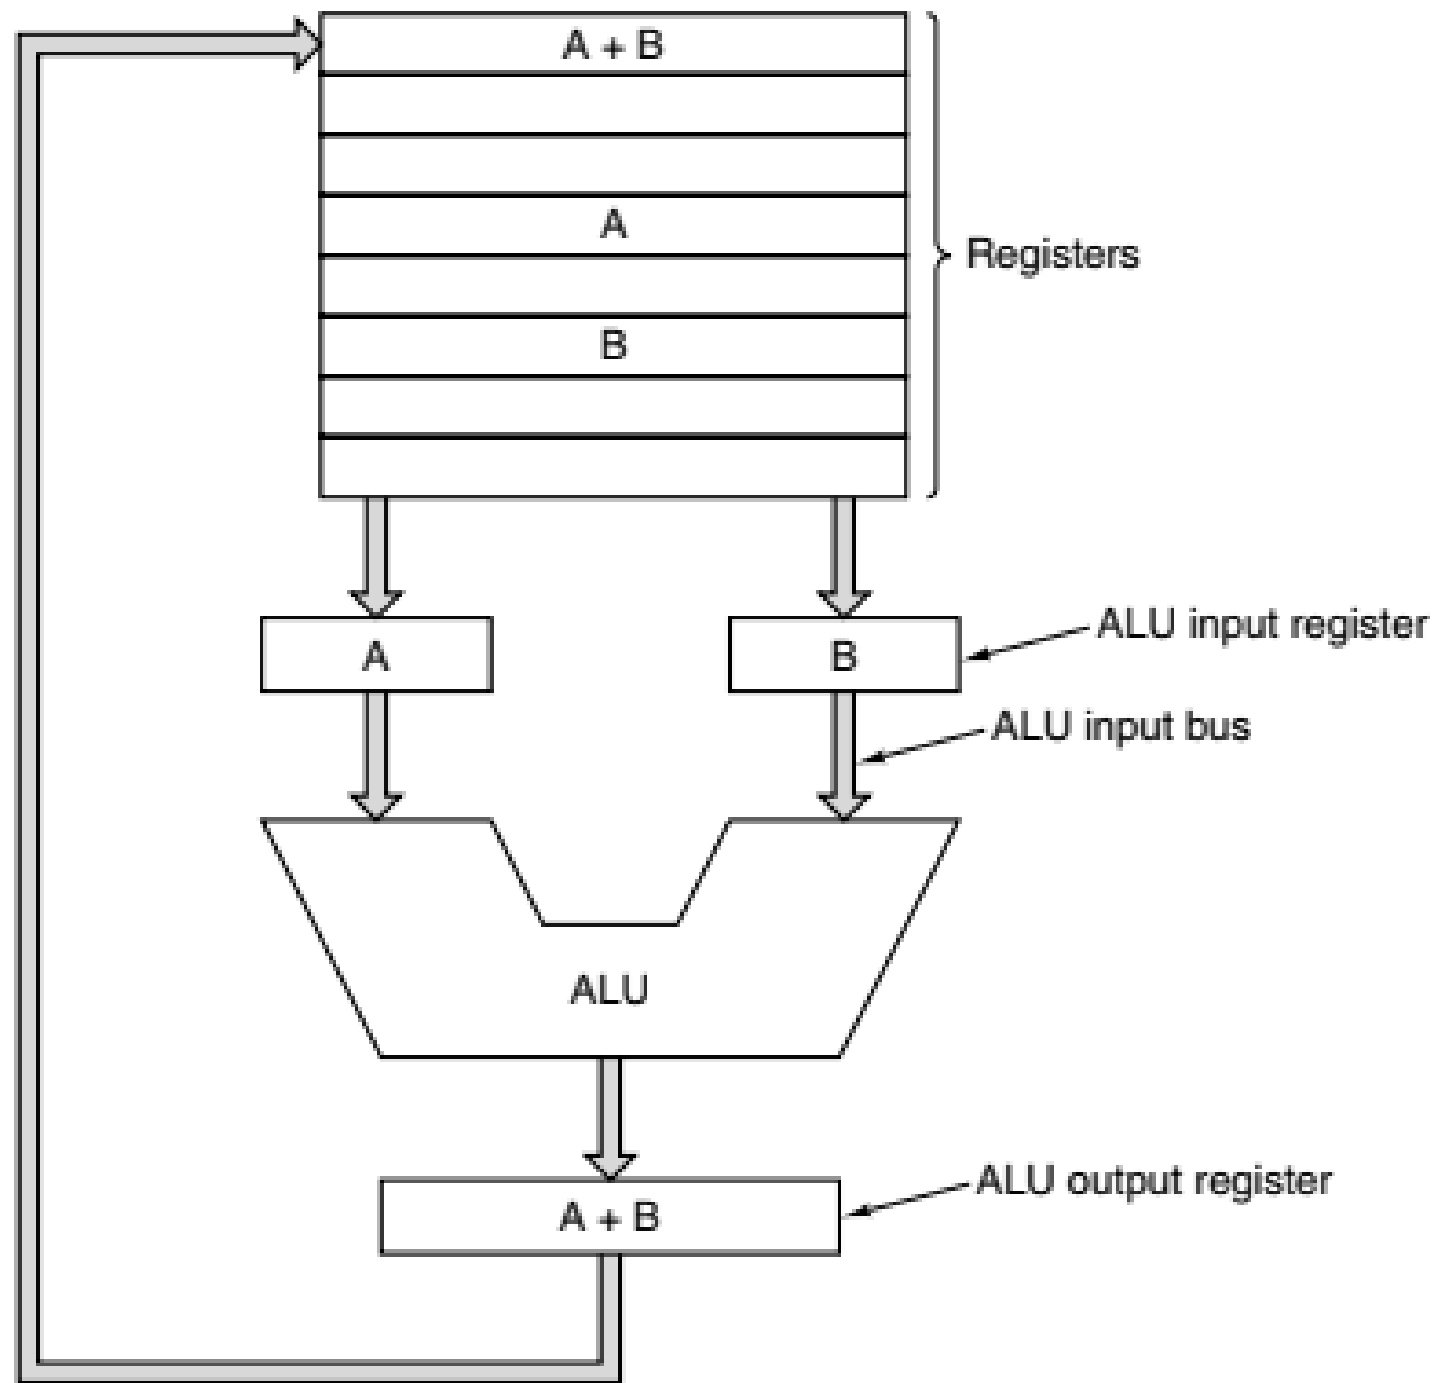 A + B
A
Registers
B
A
B
ALU input register
ALU input bus
ALU
A + B
ALU output register